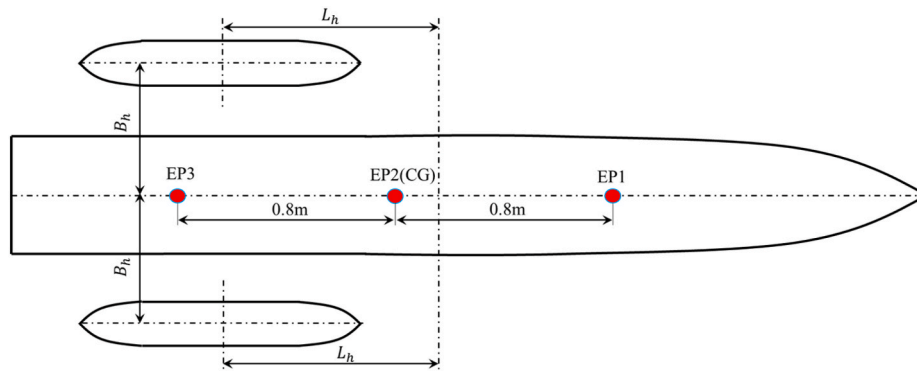 L_h
B_h
EP3
EP2(CG)
EP1
0.8m
0.8m
B_h
L_h